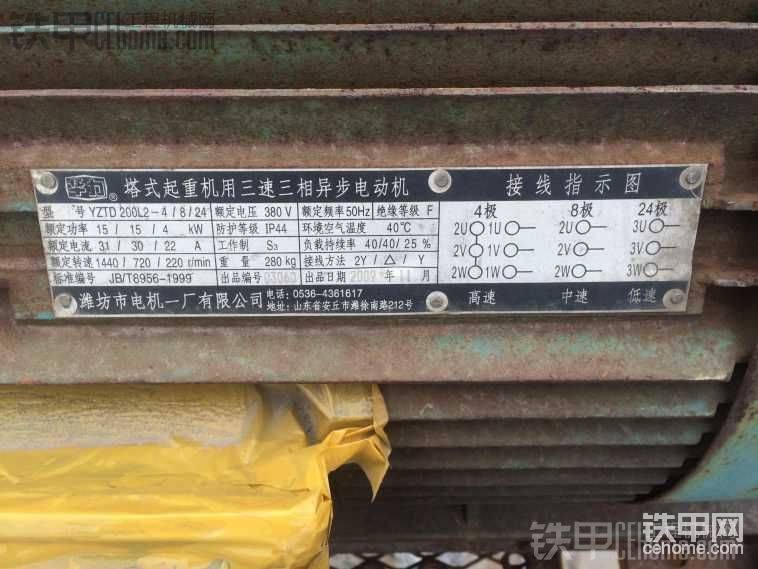 铁甲工程机械网
塔式起重机用三速三相异步电动机
型号 YZTD 200L2-4/8/24 额定电压 380 V 额定频率 50Hz 绝缘等级 F
额定功率 15/15/4 kW 防护等级 IP44 环境空气温度 40℃
额定电流 31/30/22 A 工作制 S3 负载持续率 40/40/25 %
额定转速 1440/720/220 r/min 重量 280 kg 接线方法 2Y/△/Y
标准编号 JB/T8956-1999 出品编号 出品日期 2009 年 11 月
潍坊市电机一厂有限公司 电话: 0536-4361617
地址: 山东省安丘市潍徐南路212号
接线指示图
4极 8极 24极
2U 1U 2U 3U
2V 1V 2V 3V
2W 1W 2W 3W
高速 中速 低速
铁甲网
cehome.com